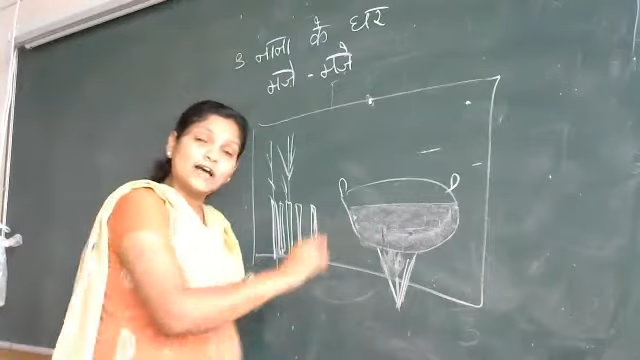 3 नाना के घर
मजे - मजे